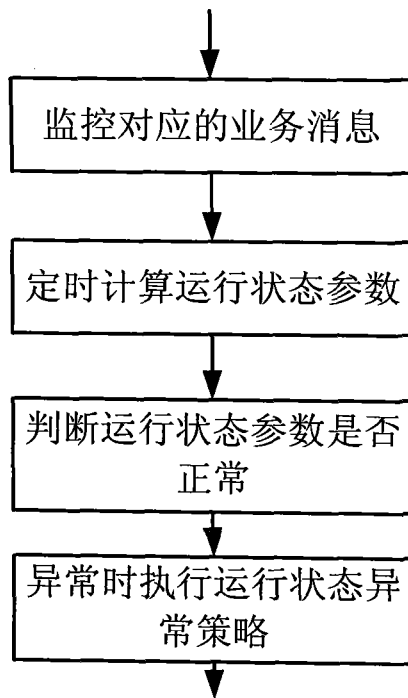 监控对应的业务消息
定时计算运行状态参数
判断运行状态参数是否
正常
异常时执行运行状态异
常策略